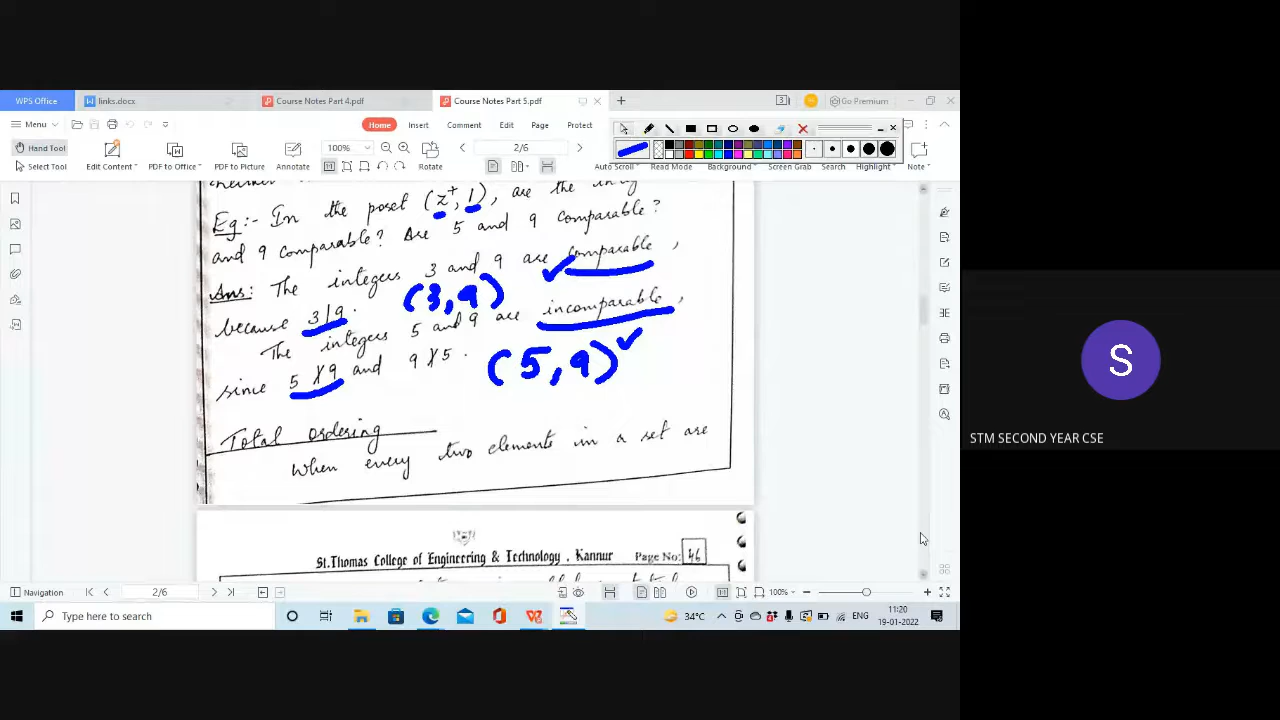 WPS Office
links.docx
Course Notes Part 4.pdf
Course Notes Part 5.pdf
Go Premium
Menu
Home
Insert
Comment
Edit
Page
Protect
Hand Tool
Select Tool
Edit Content
PDF to Office
PDF to Picture
Annotate
100%
2/6
Rotate
Auto Scroll
Read Mode
Background
Screen Grab
Search
Highlight
Note
Eg:- In the poset (z+, |), are the
and 9 comparable? Are 5 and 9 comparable?
Ans: The integers 3 and 9 are comparable,
because 3|9.
(3,9)
The integers 5 and 9 are incomparable,
since 5∤9 and 9∤5.
(5,9)
Total ordering
When every two elements in a set are
St.Thomas College of Engineering & Technology, Kannur Page No: 46
Navigation
2/6
100%
Type here to search
34°C
ENG
11:20
19-01-2022
S
STM SECOND YEAR CSE